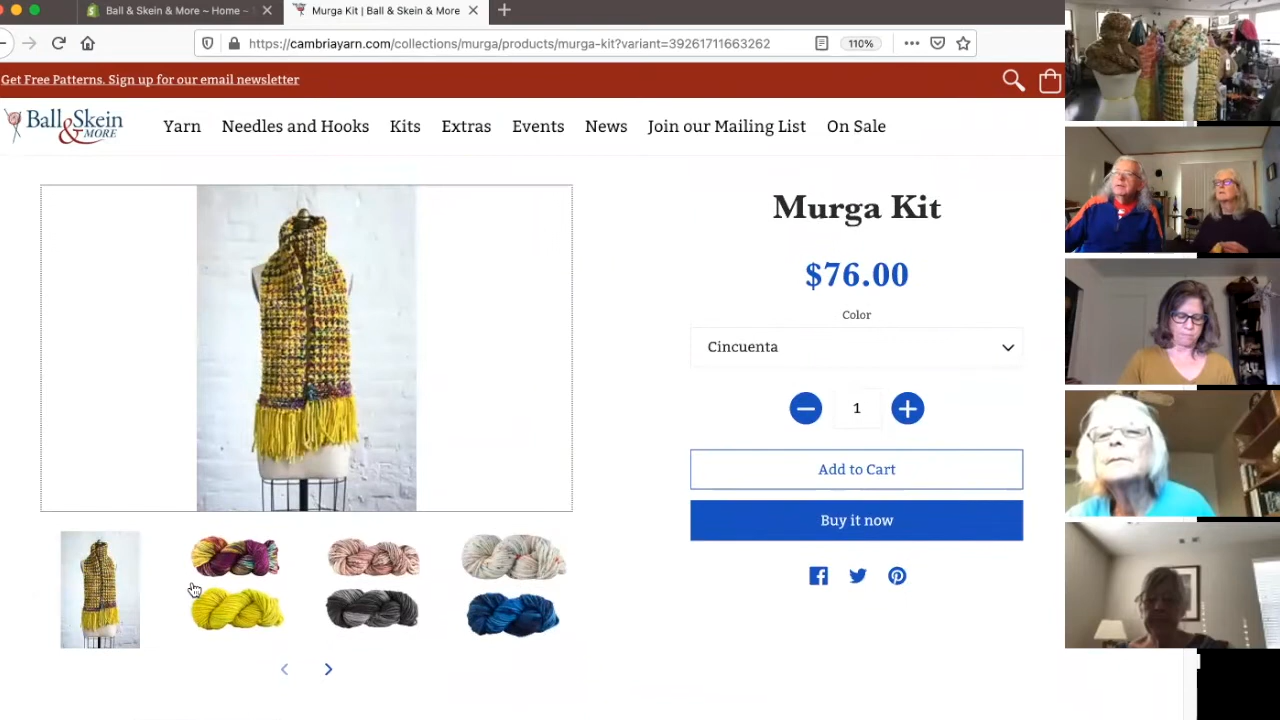 Ball & Skein & More ~ Home ~
Murga Kit | Ball & Skein & More
https://cambriayarn.com/collections/murga/products/murga-kit?variant=39261711663262
110%
Get Free Patterns. Sign up for our email newsletter
Ball & Skein
& MORE
Yarn Needles and Hooks Kits Extras Events News Join our Mailing List On Sale
Murga Kit
$76.00
Color
Cincuenta
1
Add to Cart
Buy it now